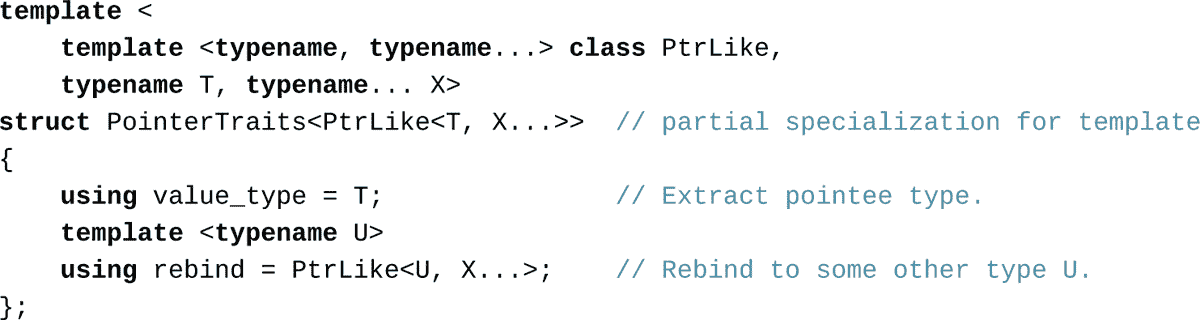 template <
    template <typename, typename...> class PtrLike,
    typename T, typename... X>
struct PointerTraits<PtrLike<T, X...>>  // partial specialization for template
{
    using value_type = T;               // Extract pointee type.
    template <typename U>
    using rebind = PtrLike<U, X...>;    // Rebind to some other type U.
};